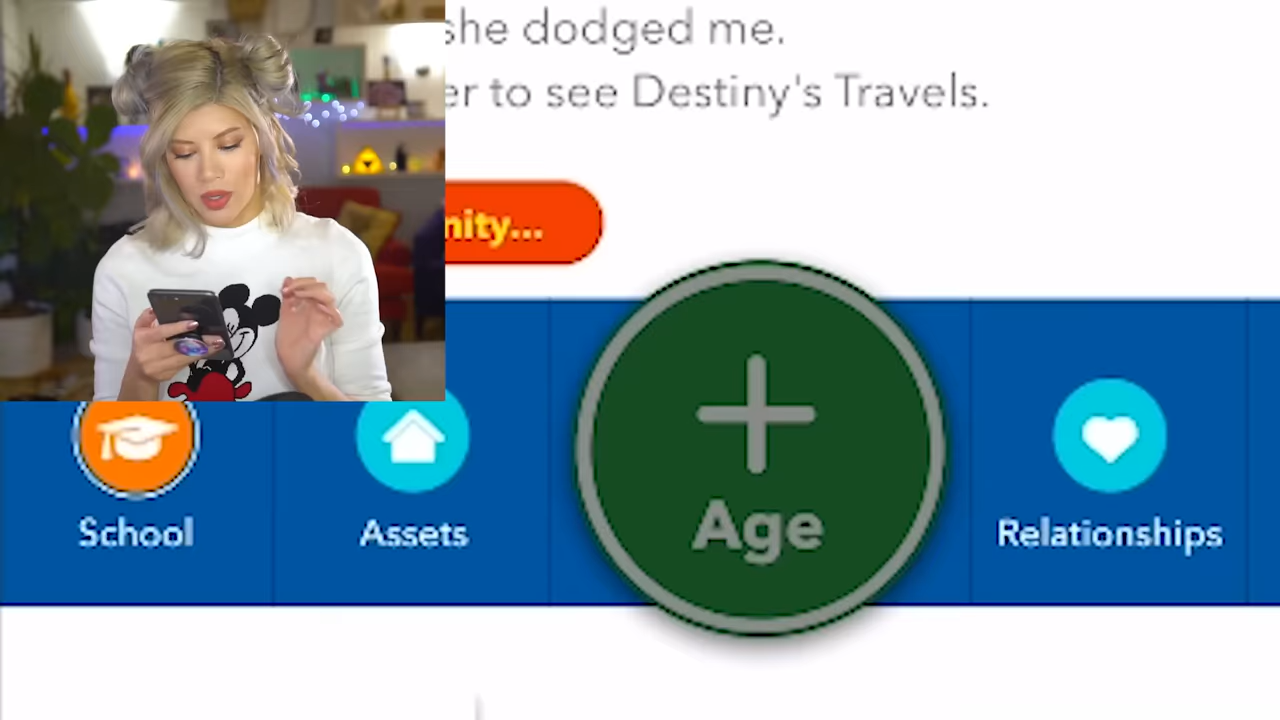 she dodged me.
er to see Destiny's Travels.
nity...
School
Assets
Age
Relationships